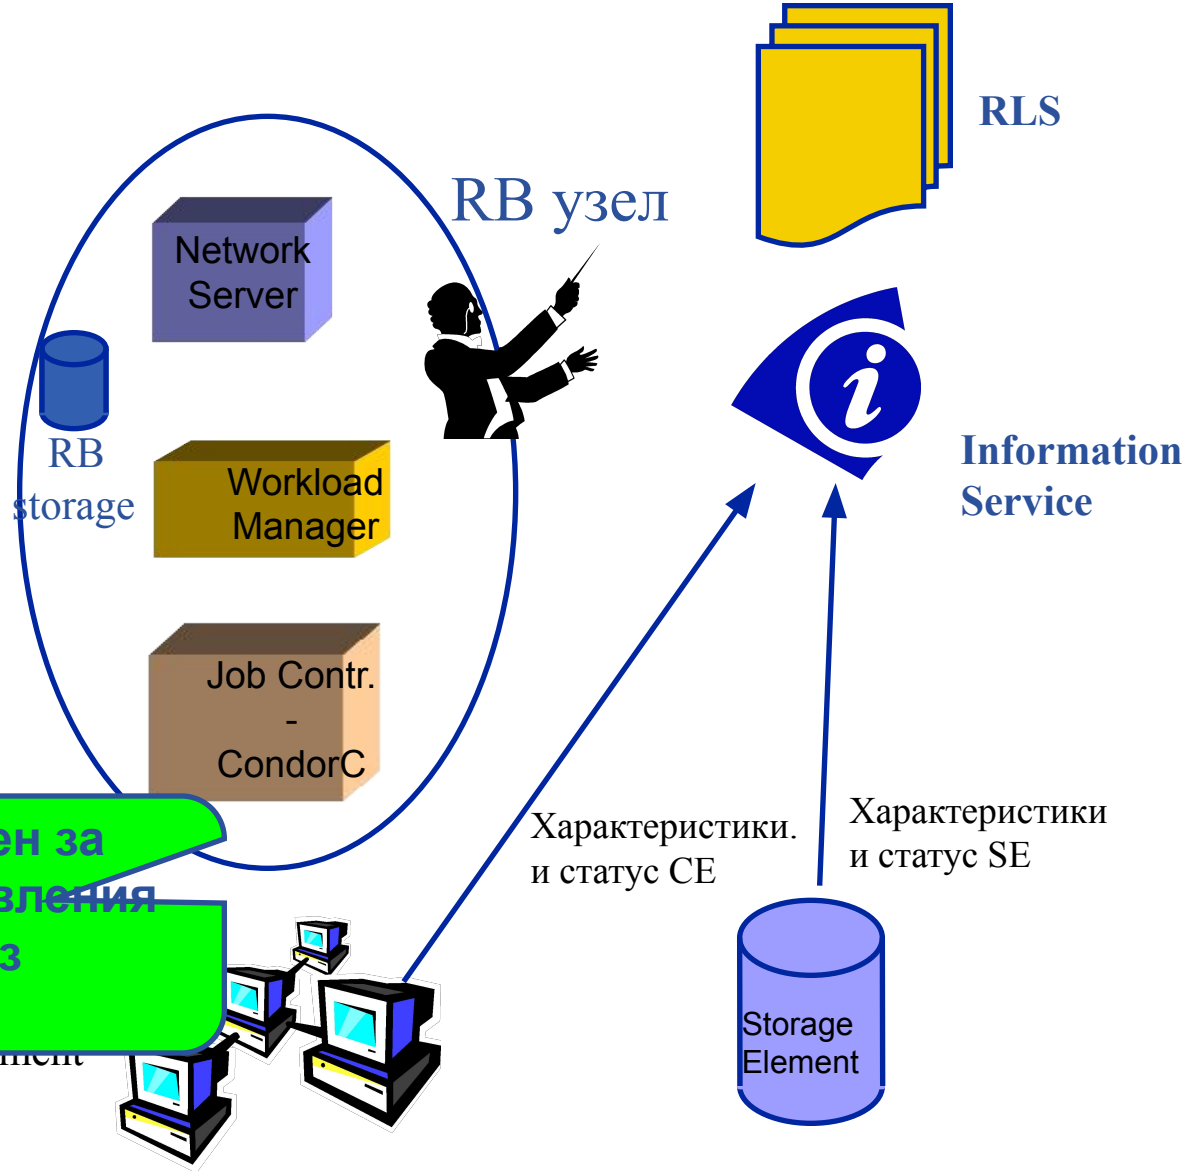 RLS
RB узел
Network
Server
RB
storage
Workload
Manager
Information
Service
Job Contr.
-
CondorC
Характеристики.
и статус CE
Характеристики
и статус SE
ен за
вления
з
Storage
Element